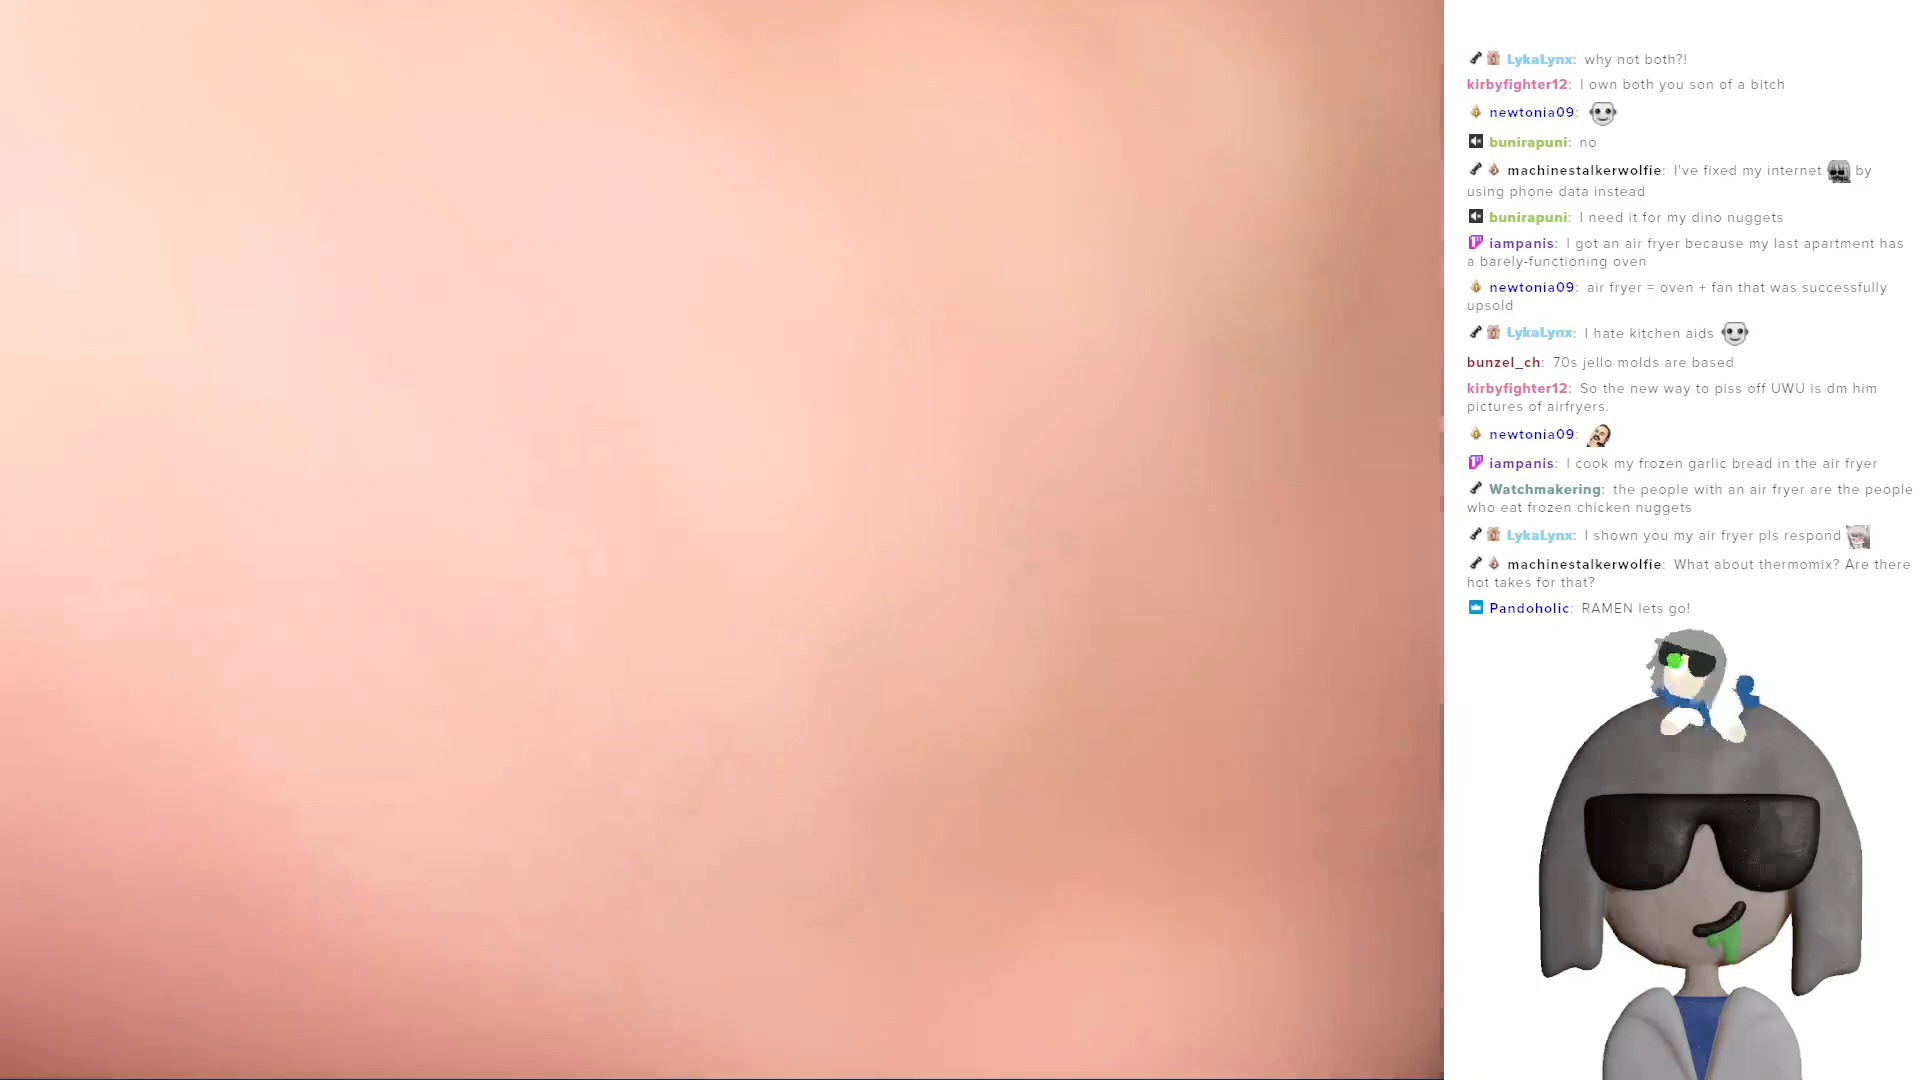 LykaLynx: why not both?!
kirbyfighter12: I own both you son of a bitch
newtonia09:
bunirapuni: no
machinestalkerwolfie: I've fixed my internet by
using phone data instead
bunirapuni: I need it for my dino nuggets
iampanis: I got an air fryer because my last apartment has
a barely-functioning oven
newtonia09: air fryer = oven + fan that was successfully
upsold
LykaLynx: I hate kitchen aids
bunzel_ch: 70s jello molds are based
kirbyfighter12: So the new way to piss off UWU is dm him
pictures of airfryers.
newtonia09:
iampanis: I cook my frozen garlic bread in the air fryer
Watchmakering: the people with an air fryer are the people
who eat frozen chicken nuggets
LykaLynx: I shown you my air fryer pls respond
machinestalkerwolfie: What about thermomix? Are there
hot takes for that?
Pandoholic: RAMEN lets go!